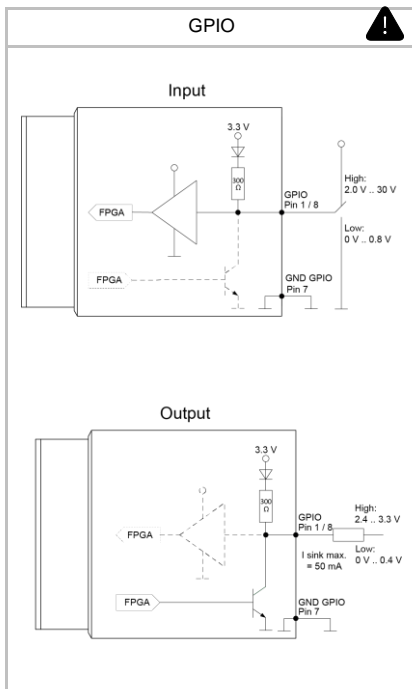 GPIO
Input
3.3 V
300
Ω
GPIO
Pin 1 / 8
High:
2.0 V .. 30 V
Low:
0 V .. 0.8 V
FPGA
FPGA
GND GPIO
Pin 7
Output
3.3 V
300
Ω
GPIO
Pin 1 / 8
High:
2.4 .. 3.3 V
FPGA
I sink max.
= 50 mA
Low:
0 V .. 0.4 V
FPGA
GND GPIO
Pin 7